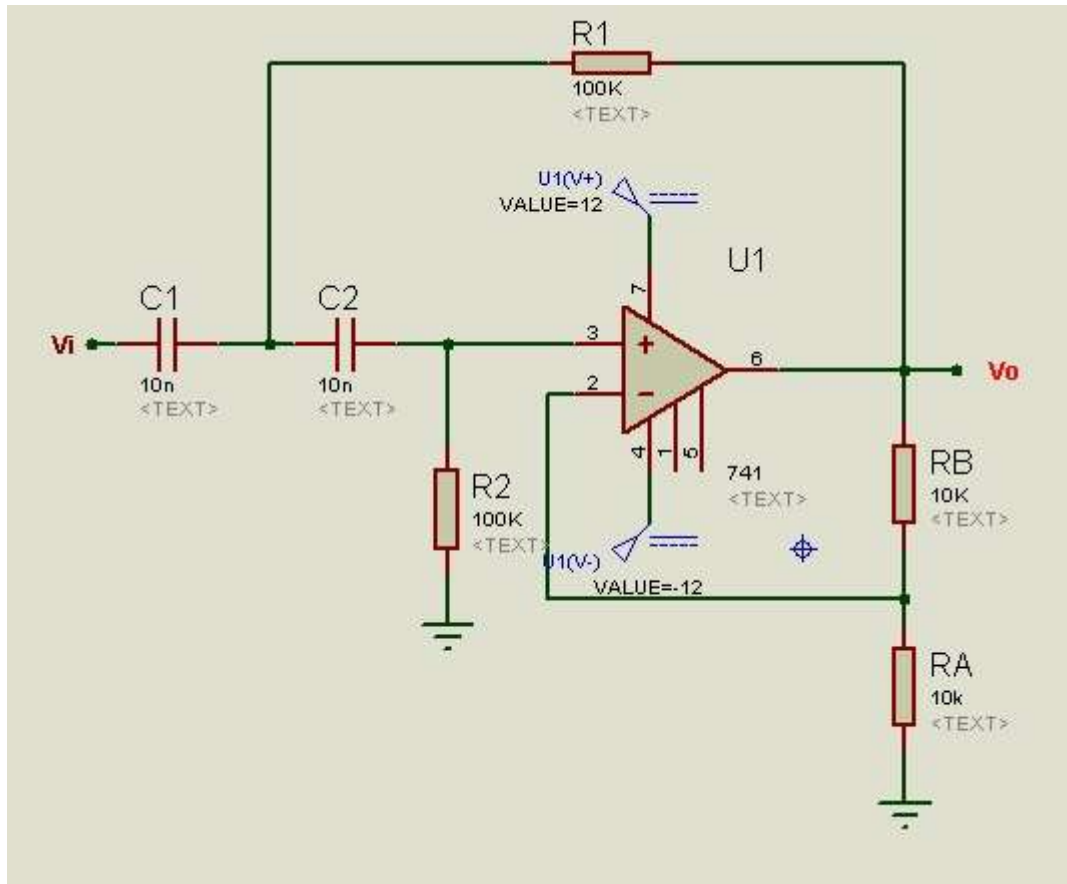 R1
100K
<TEXT>
U1(V+)
VALUE=12
U1
7
C1
10n
<TEXT>
C2
10n
<TEXT>
Vi
3
2
6
Vo
4
1
5
741
<TEXT>
R2
100K
<TEXT>
RB
10K
<TEXT>
U1(V-)
VALUE=-12
RA
10k
<TEXT>